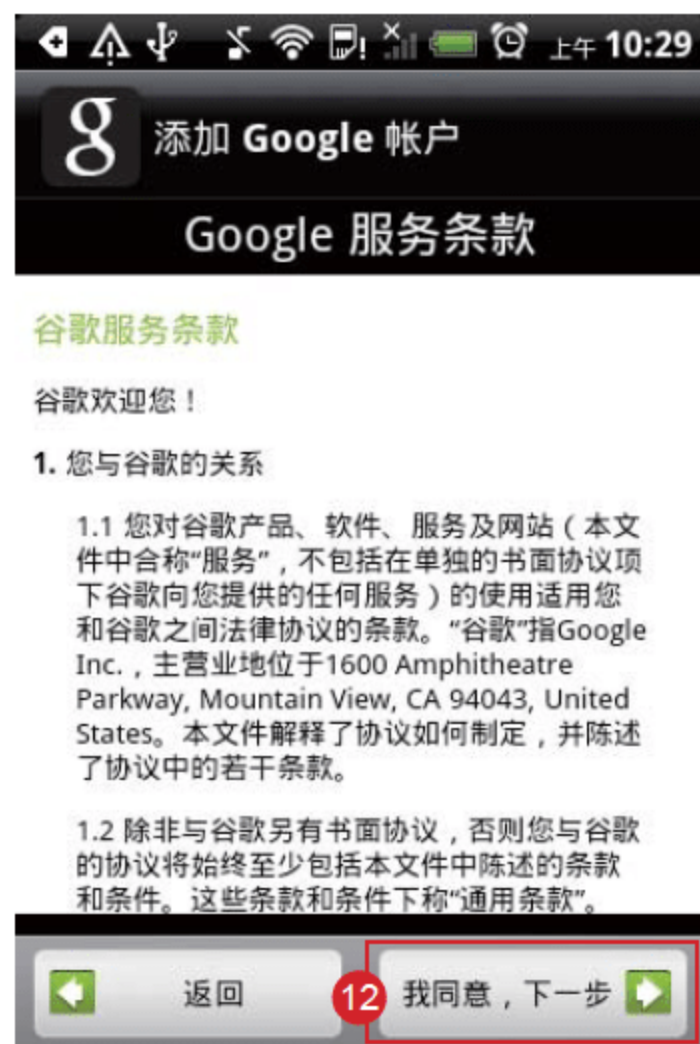 上午 10:29
g 添加 Google 帐户
Google 服务条款
谷歌服务条款
谷歌欢迎您！
1. 您与谷歌的关系
1.1 您对谷歌产品、软件、服务及网站（本文
件中合称“服务”，不包括在单独的书面协议项
下谷歌向您提供的任何服务）的使用适用您
和谷歌之间法律协议的条款。“谷歌”指Google
Inc.，主营业地位于1600 Amphitheatre
Parkway, Mountain View, CA 94043, United
States。本文件解释了协议如何制定，并陈述
了协议中的若干条款。
1.2 除非与谷歌另有书面协议，否则您与谷歌
的协议将始终至少包括本文件中陈述的条款
和条件。这些条款和条件下称“通用条款”。
返回 12 我同意，下一步